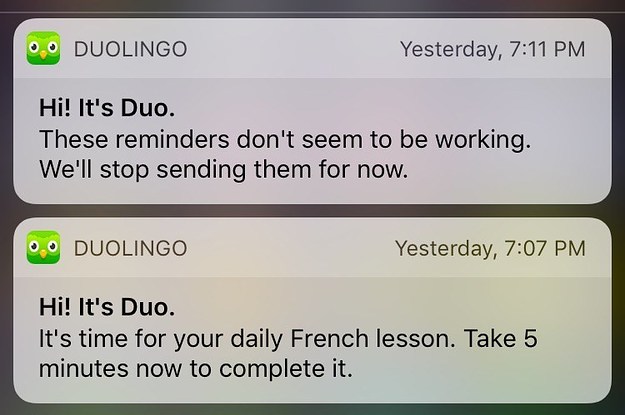 DUOLINGO Yesterday, 7:11 PM
Hi! It's Duo.
These reminders don't seem to be working.
We'll stop sending them for now.
DUOLINGO Yesterday, 7:07 PM
Hi! It's Duo.
It's time for your daily French lesson. Take 5
minutes now to complete it.